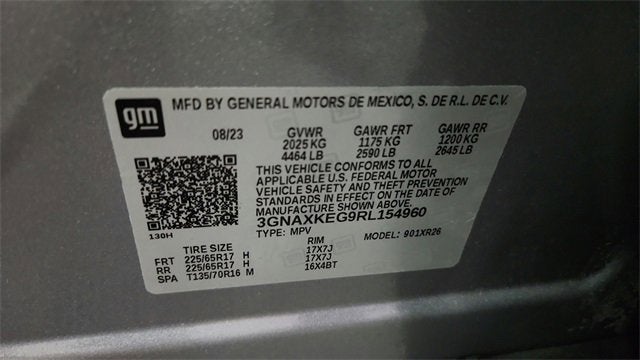 gm MFD BY GENERAL MOTORS DE MEXICO, S. DE R.L. DE C.V.
08/23 GVWR GAWR FRT GAWR RR
2025 KG 1175 KG 1200 KG
4464 LB 2590 LB 2645 LB
THIS VEHICLE CONFORMS TO ALL
APPLICABLE U.S. FEDERAL MOTOR
VEHICLE SAFETY AND THEFT PREVENTION
STANDARDS IN EFFECT ON THE DATE OF
MANUFACTURE SHOWN ABOVE.
3GNAXKEG9RL154960
130H TYPE: MPV MODEL: 901XR26
TIRE SIZE RIM
FRT 225/65R17 H 17X7J
RR 225/65R17 H 17X7J
SPA T135/70R16 M 16X4BT